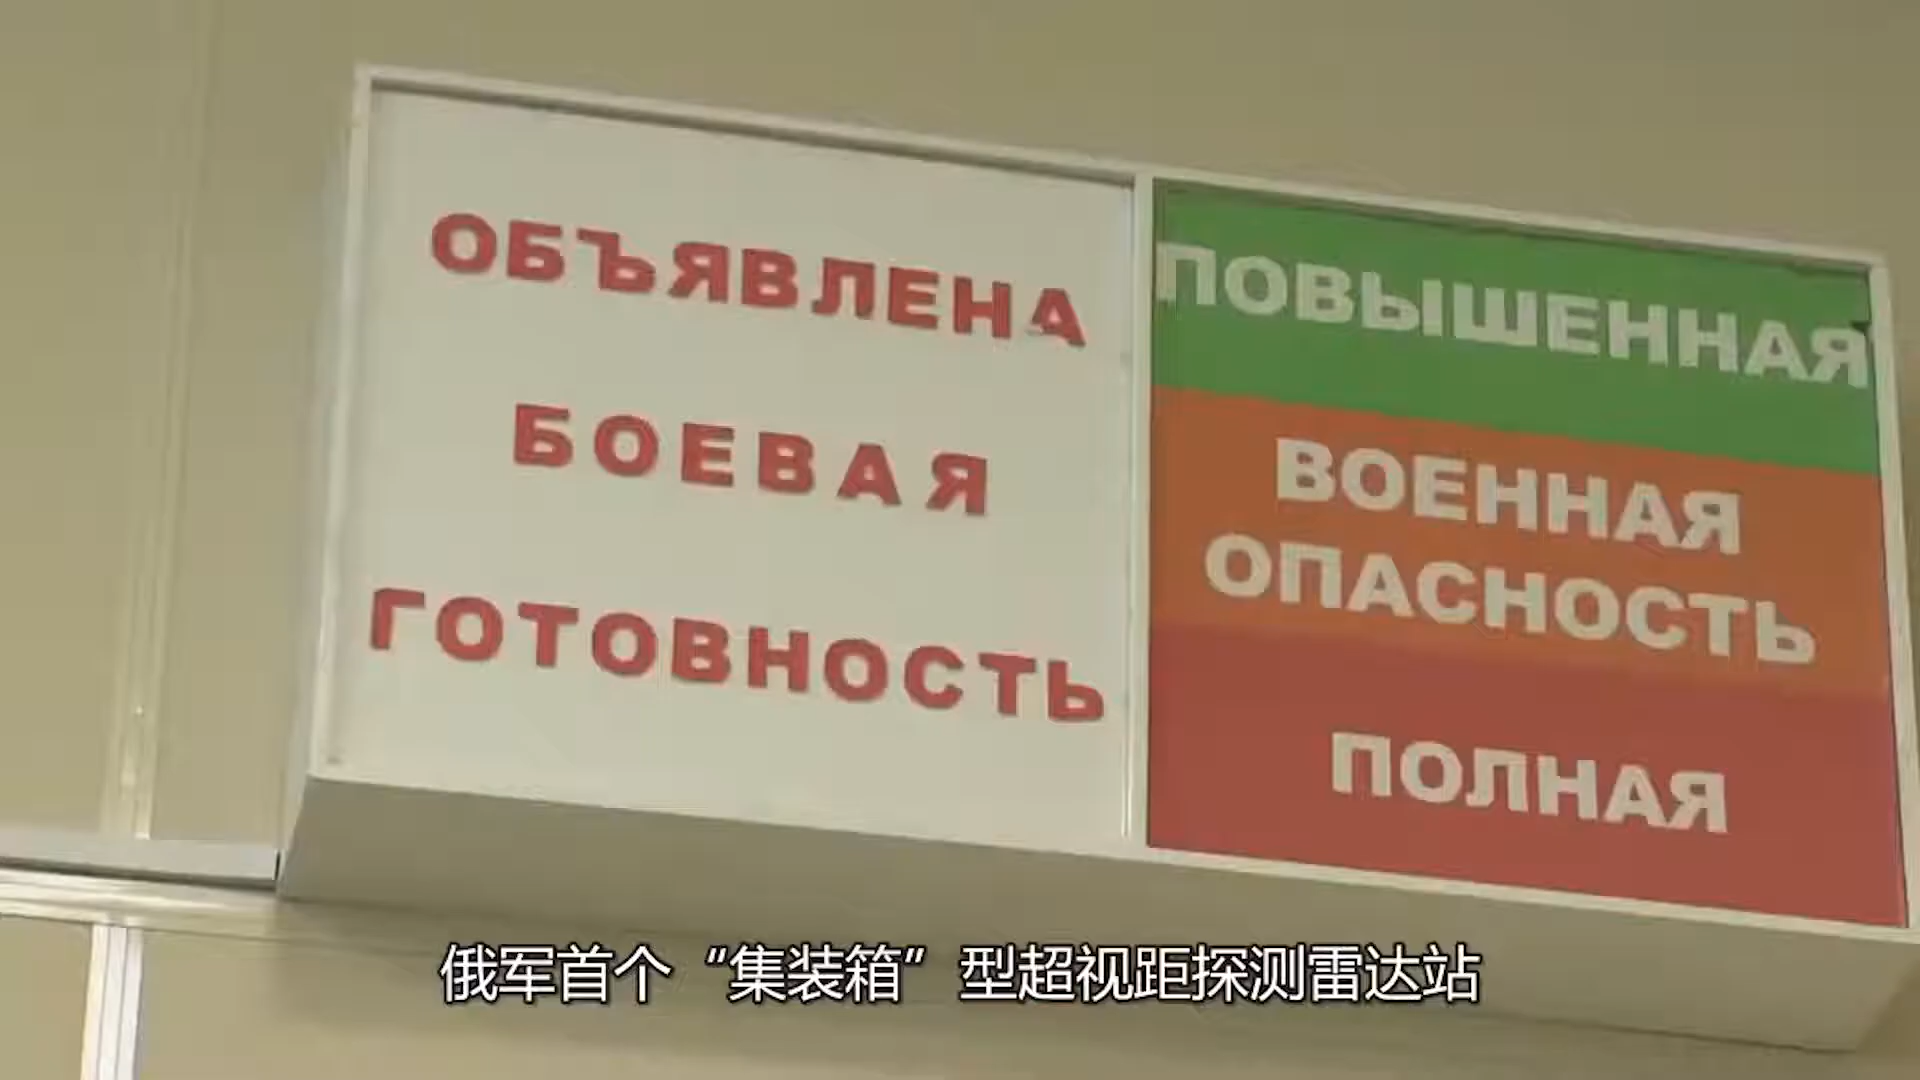 ОБЪЯВЛЕНА
БОЕВАЯ
ГОТОВНОСТЬ
ПОВЫШЕННАЯ
ВОЕННАЯ
ОПАСНОСТЬ
ПОЛНАЯ
俄军首个“集装箱”型超视距探测雷达站